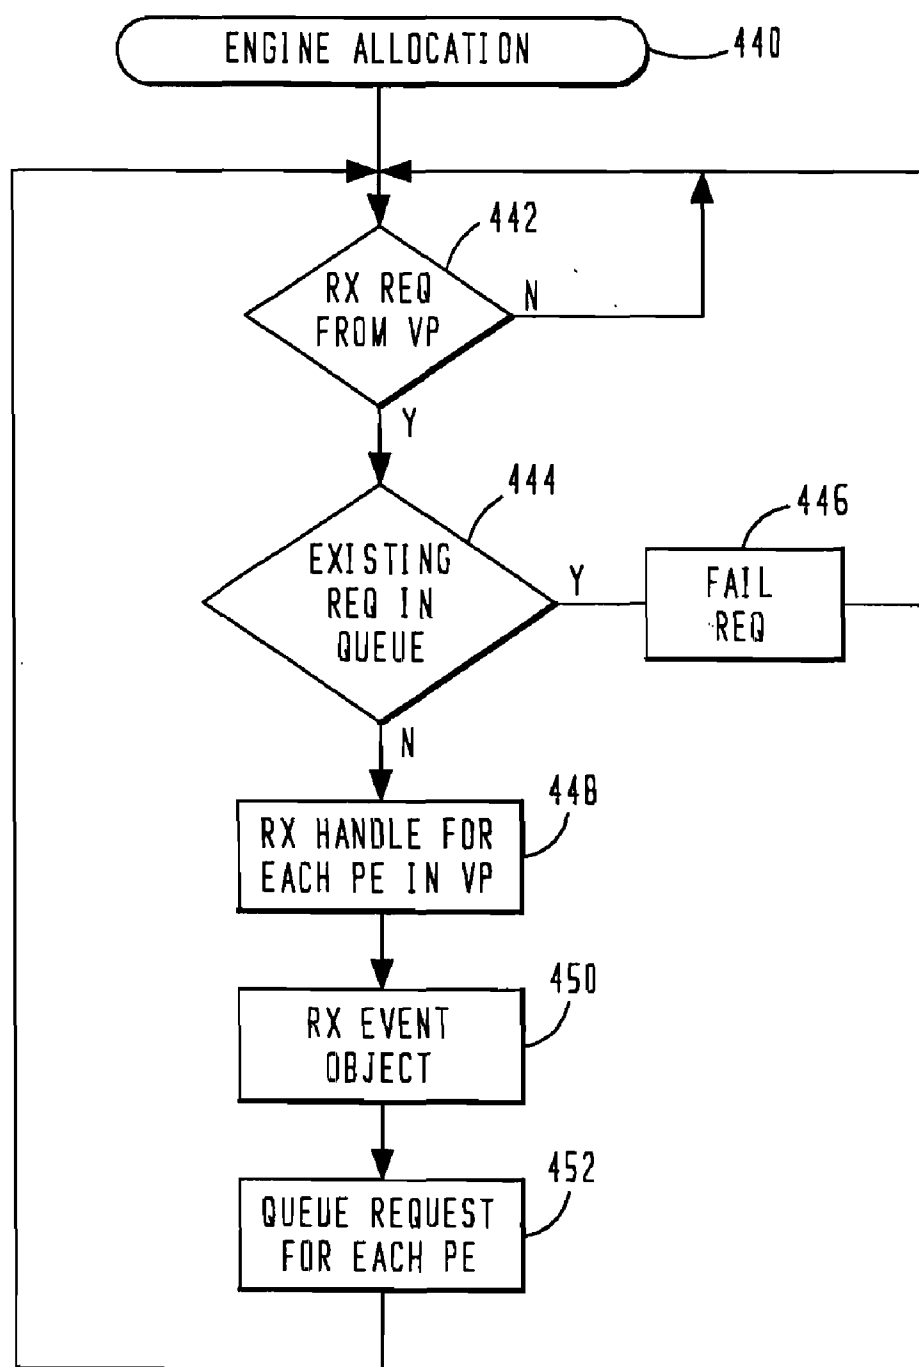 ENGINE ALLOCATION
440
442
RX REQ
FROM VP
N
Y
444
EXISTING
REQ IN
QUEUE
Y
446
FAIL
REQ
N
448
RX HANDLE FOR
EACH PE IN VP
450
RX EVENT
OBJECT
452
QUEUE REQUEST
FOR EACH PE